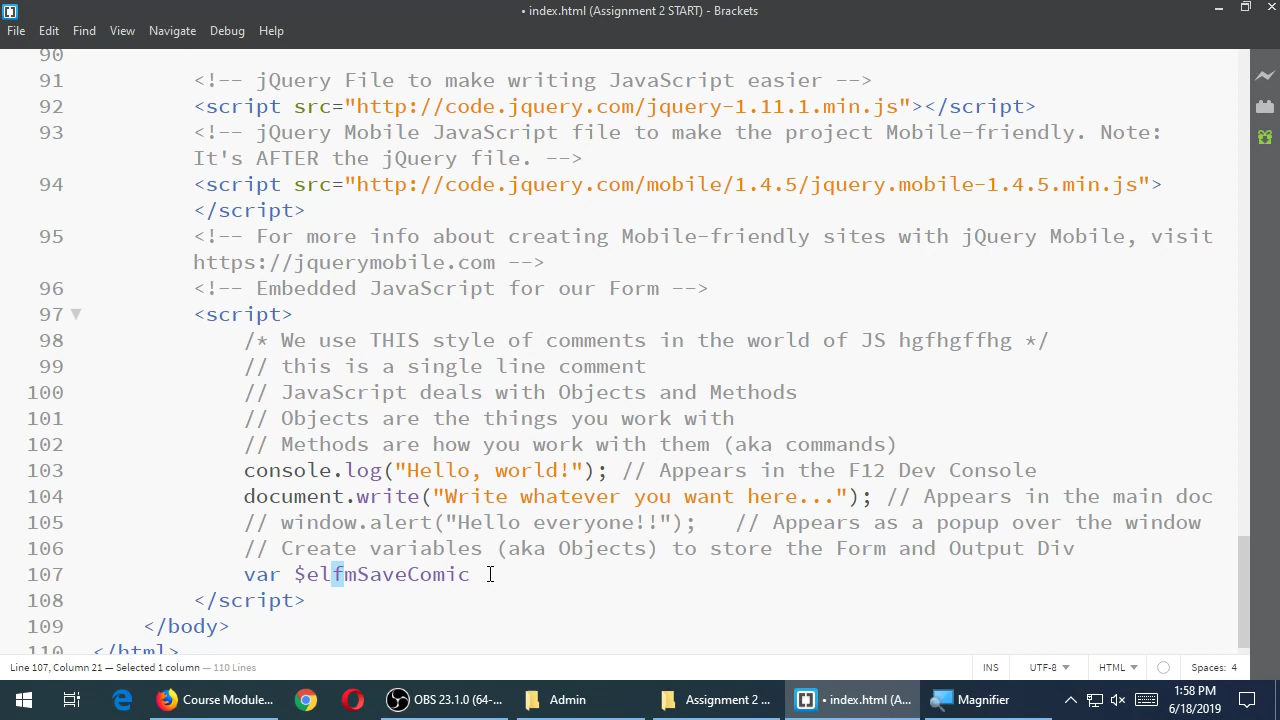 • index.html (Assignment 2 START) - Brackets
File Edit Find View Navigate Debug Help
90
91 <!-- jQuery File to make writing JavaScript easier -->
92 <script src="http://code.jquery.com/jquery-1.11.1.min.js"></script>
93 <!-- jQuery Mobile JavaScript file to make the project Mobile-friendly. Note:
It's AFTER the jQuery file. -->
94 <script src="http://code.jquery.com/mobile/1.4.5/jquery.mobile-1.4.5.min.js">
</script>
95 <!-- For more info about creating Mobile-friendly sites with jQuery Mobile, visit
https://jquerymobile.com -->
96 <!-- Embedded JavaScript for our Form -->
97 <script>
98 /* We use THIS style of comments in the world of JS hgfhgffhg */
99 // this is a single line comment
100 // JavaScript deals with Objects and Methods
101 // Objects are the things you work with
102 // Methods are how you work with them (aka commands)
103 console.log("Hello, world!"); // Appears in the F12 Dev Console
104 document.write("Write whatever you want here..."); // Appears in the main doc
105 // window.alert("Hello everyone!!"); // Appears as a popup over the window
106 // Create variables (aka Objects) to store the Form and Output Div
107 var $elfmSaveComic
108 </script>
109 </body>
110 </html>
Line 107, Column 21 — Selected 1 column — 110 Lines
INS UTF-8 HTML Spaces: 4
Course Module... OBS 23.1.0 (64-... Admin Assignment 2 ... • index.html (A... Magnifier
1:58 PM
6/18/2019